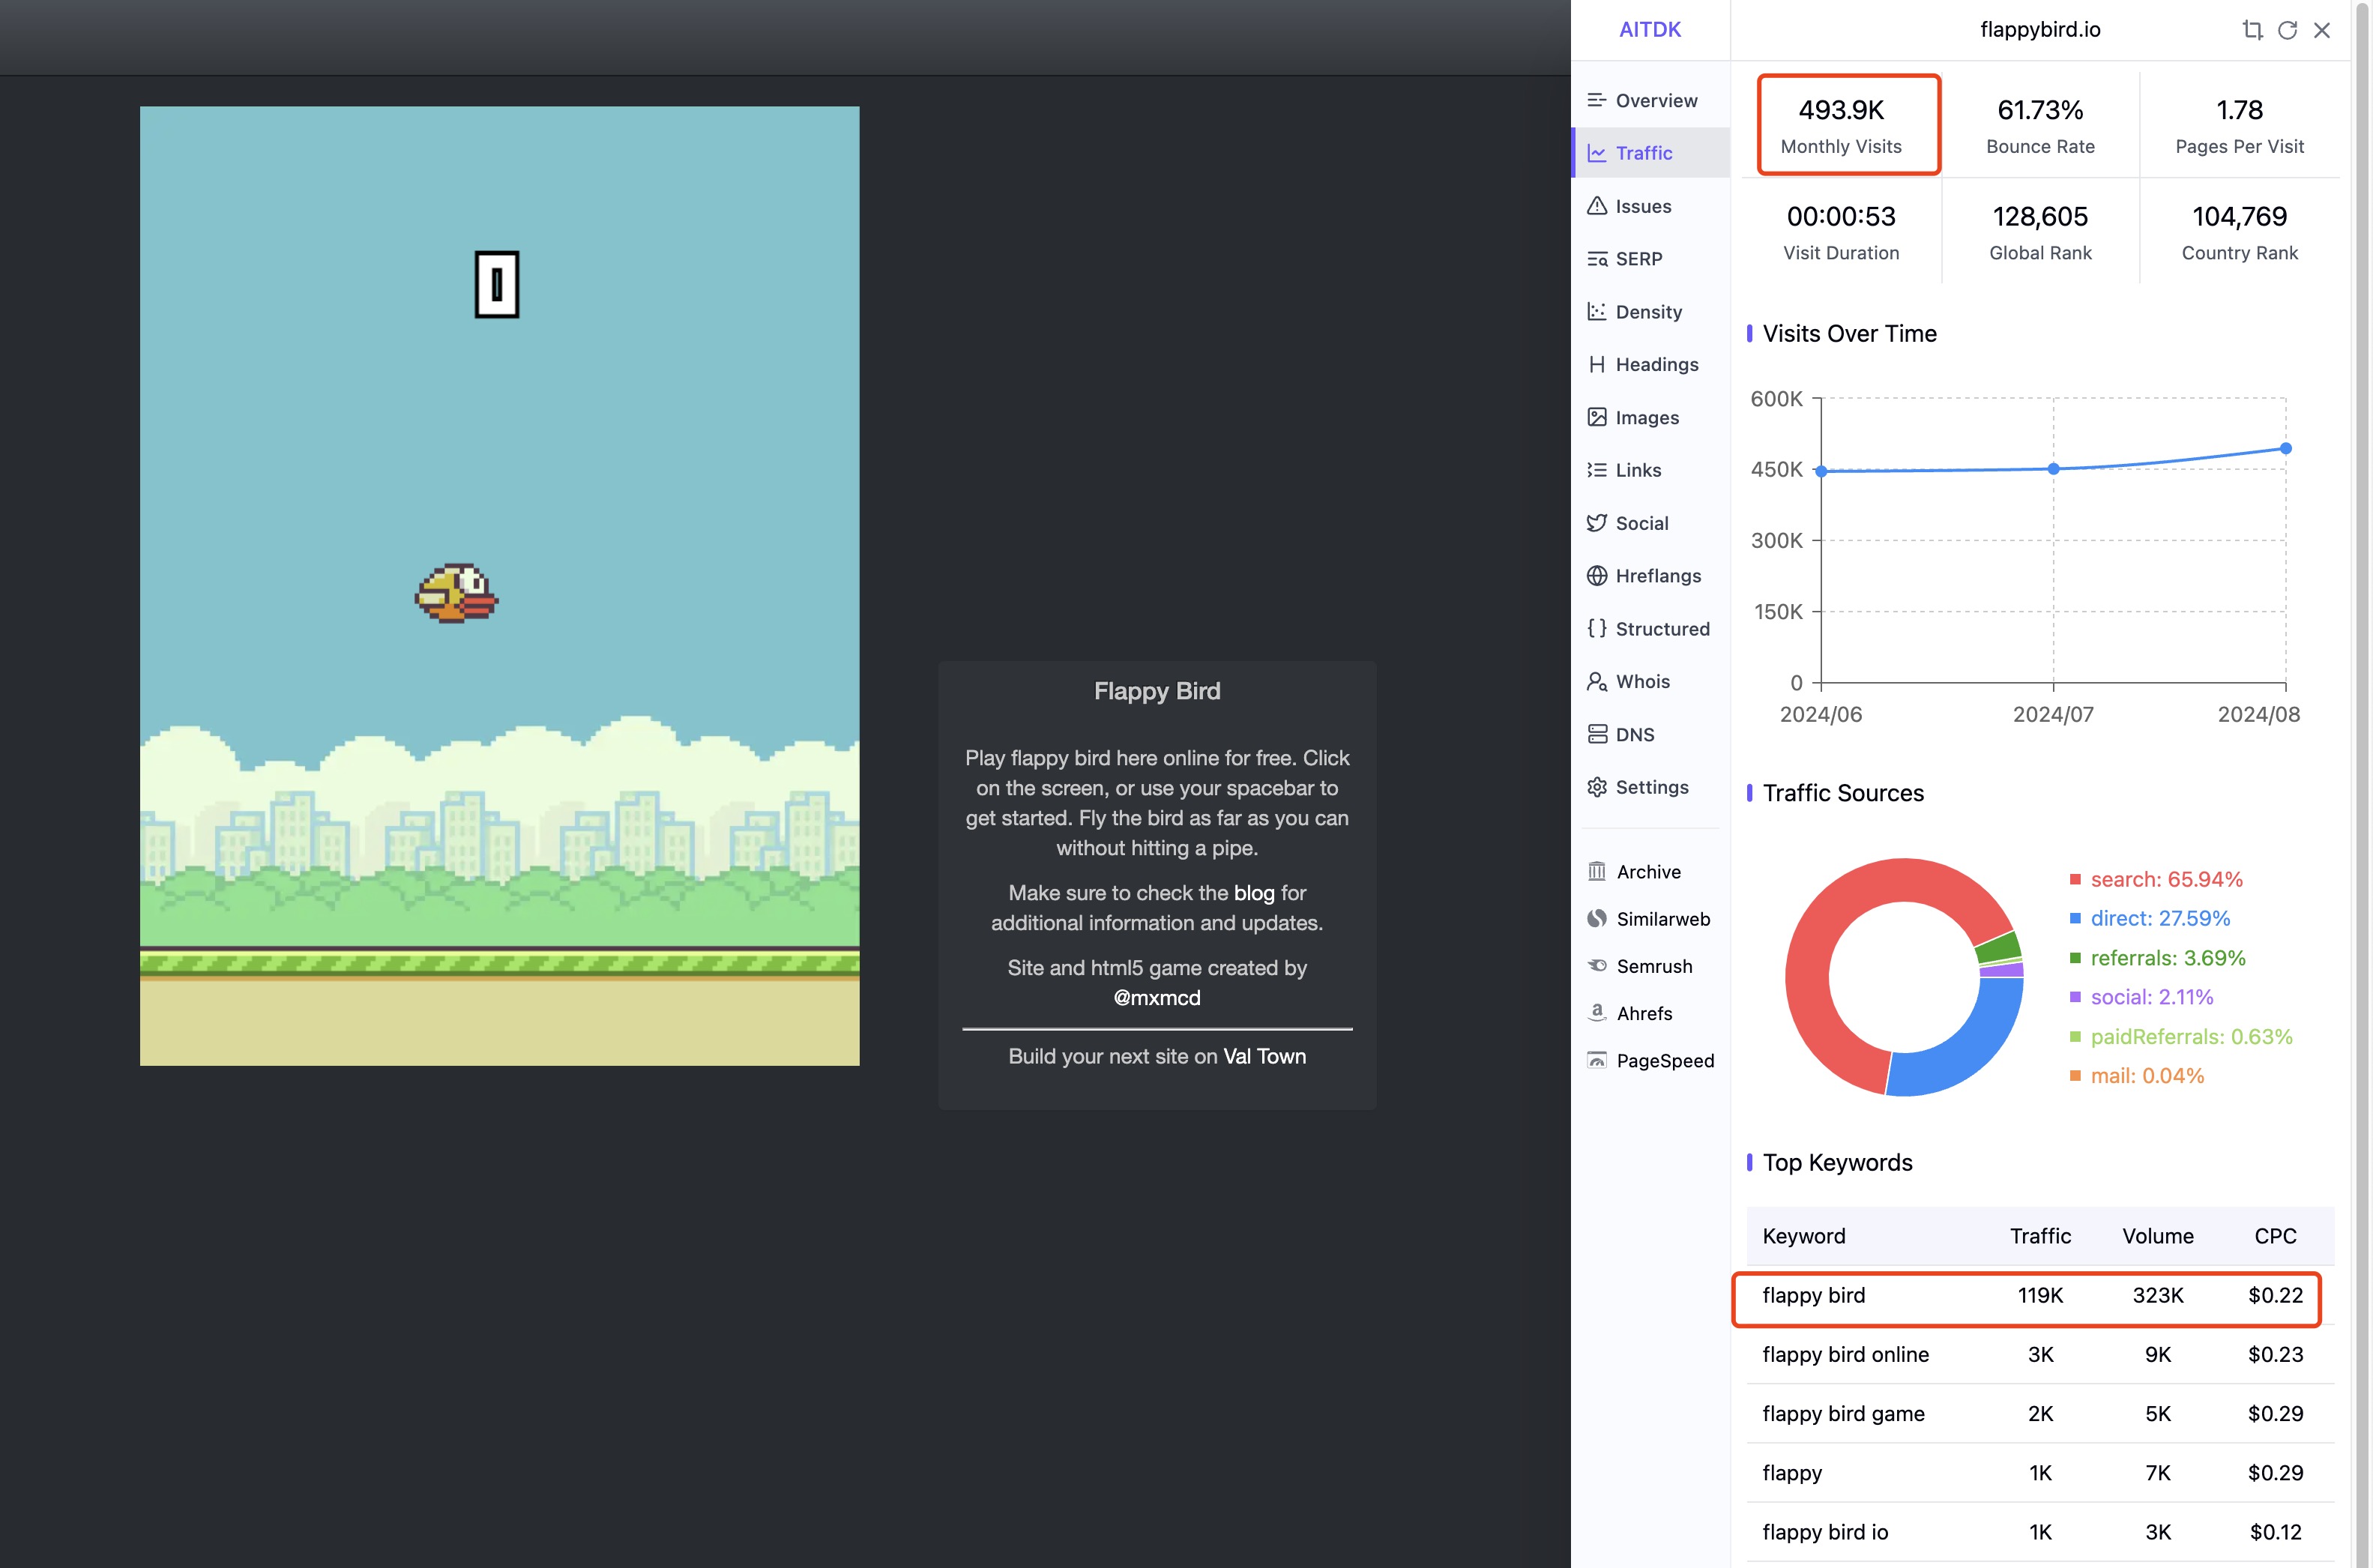 0
Flappy Bird
Play flappy bird here online for free. Click
on the screen, or use your spacebar to
get started. Fly the bird as far as you can
without hitting a pipe.
Make sure to check the blog for
additional information and updates.
Site and html5 game created by
@mxmcd
Build your next site on Val Town
AITDK
flappybird.io
Overview
Traffic
Issues
SERP
Density
Headings
Images
Links
Social
Hreflangs
Structured
Whois
DNS
Settings
Archive
Similarweb
Semrush
Ahrefs
PageSpeed
493.9K 61.73% 1.78
Monthly Visits Bounce Rate Pages Per Visit
00:00:53 128,605 104,769
Visit Duration Global Rank Country Rank
Visits Over Time
600K
450K
300K
150K
0
2024/06 2024/07 2024/08
Traffic Sources
search: 65.94%
direct: 27.59%
referrals: 3.69%
social: 2.11%
paidReferrals: 0.63%
mail: 0.04%
Top Keywords
Keyword Traffic Volume CPC
flappy bird 119K 323K $0.22
flappy bird online 3K 9K $0.23
flappy bird game 2K 5K $0.29
flappy 1K 7K $0.29
flappy bird io 1K 3K $0.12